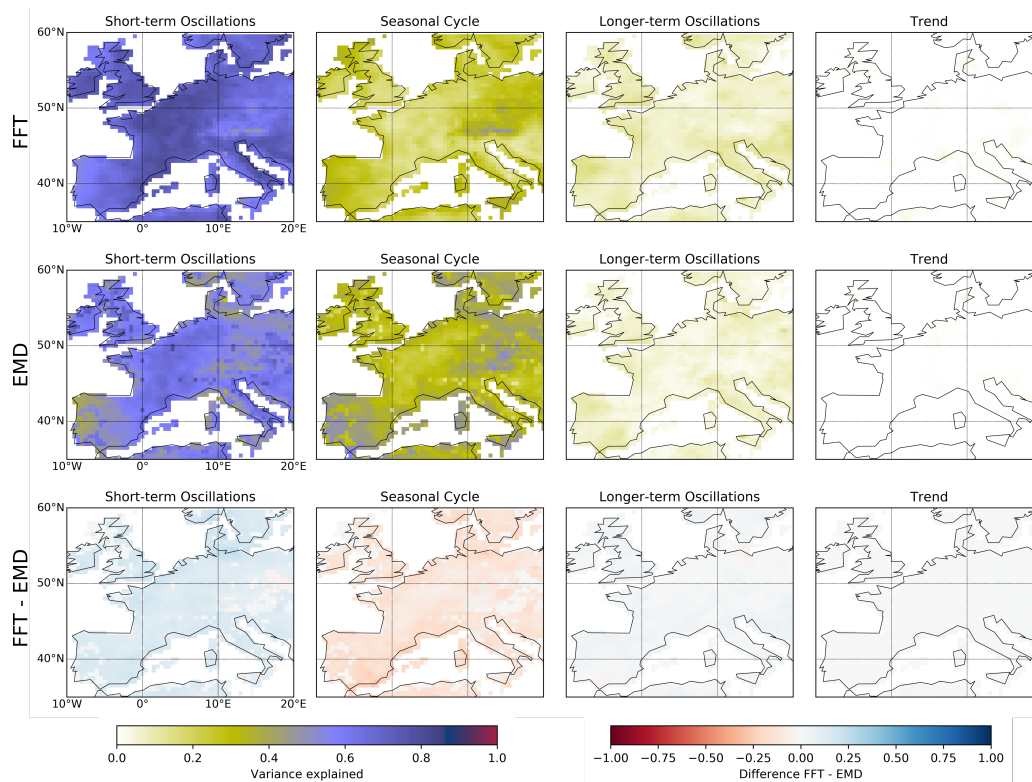 Short-term Oscillations Seasonal Cycle Longer-term Oscillations Trend
60°N
50°N
40°N
FFT
10°W 0° 10°E 20°E
Short-term Oscillations Seasonal Cycle Longer-term Oscillations Trend
60°N
50°N
40°N
EMD
10°W 0° 10°E 20°E
Short-term Oscillations Seasonal Cycle Longer-term Oscillations Trend
60°N
50°N
40°N
FFT - EMD
10°W 0° 10°E 20°E
0.0 0.2 0.4 0.6 0.8 1.0
Variance explained
−1.00 −0.75 −0.50 −0.25 0.00 0.25 0.50 0.75 1.00
Difference FFT - EMD